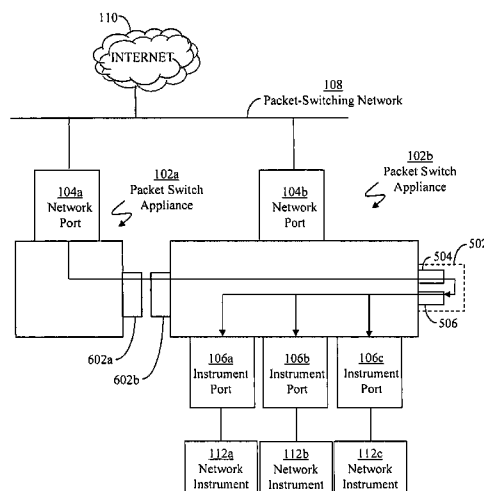 110
INTERNET
108
Packet-Switching Network
102a
Packet Switch
Appliance
102b
Packet Switch
Appliance
104a
Network
Port
104b
Network
Port
502
504
506
602a
602b
106a
Instrument
Port
106b
Instrument
Port
106c
Instrument
Port
112a
Network
Instrument
112b
Network
Instrument
112c
Network
Instrument